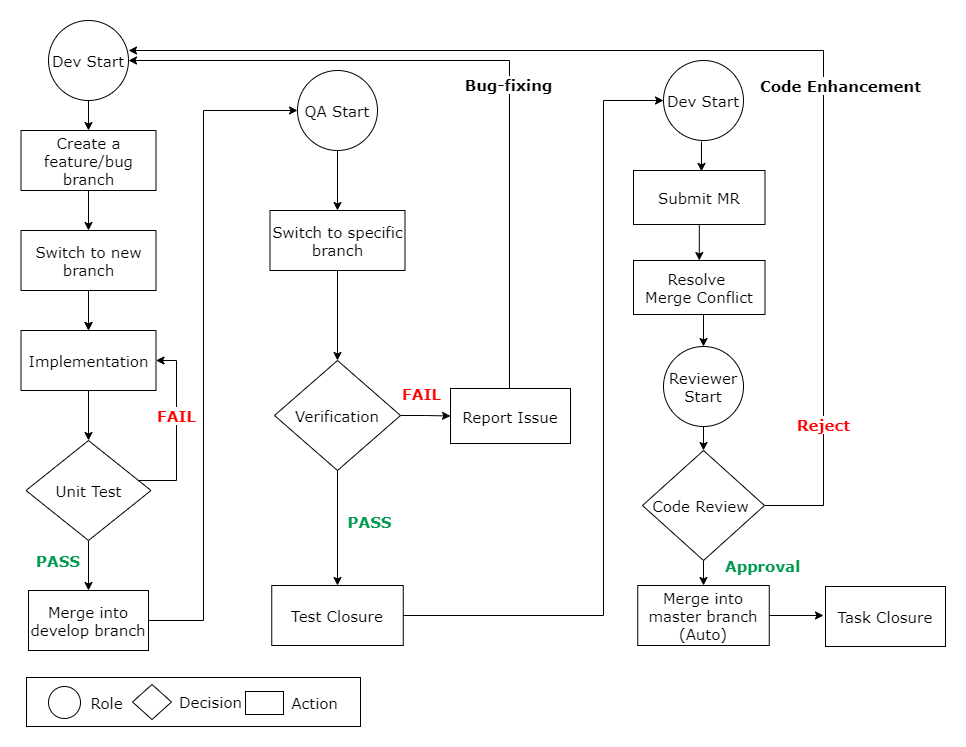 Dev Start
Create a
feature/bug
branch
Switch to new
branch
Implementation
FAIL
Unit Test
PASS
Merge into
develop branch
QA Start
Switch to specific
branch
Verification
FAIL
Report Issue
Bug-fixing
PASS
Test Closure
Dev Start
Code Enhancement
Submit MR
Resolve
Merge Conflict
Reviewer
Start
Reject
Code Review
Approval
Merge into
master branch
(Auto)
Task Closure
Role
Decision
Action